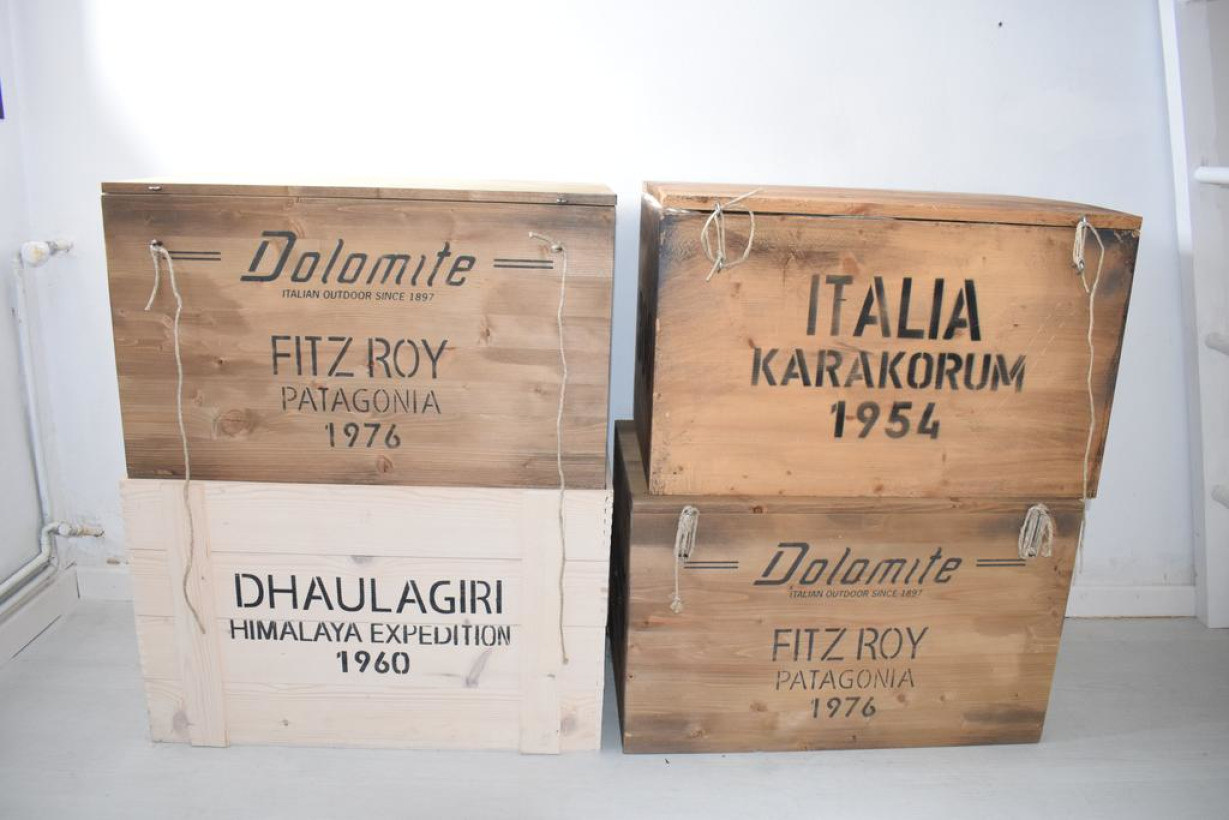 Dolomite
ITALIAN OUTDOOR SINCE 1897
FITZ ROY
PATAGONIA
1976
ITALIA
KARAKORUM
1954
DHAULAGIRI
HIMALAYA EXPEDITION
1960
Dolomite
ITALIAN OUTDOOR SINCE 1897
FITZ ROY
PATAGONIA
1976